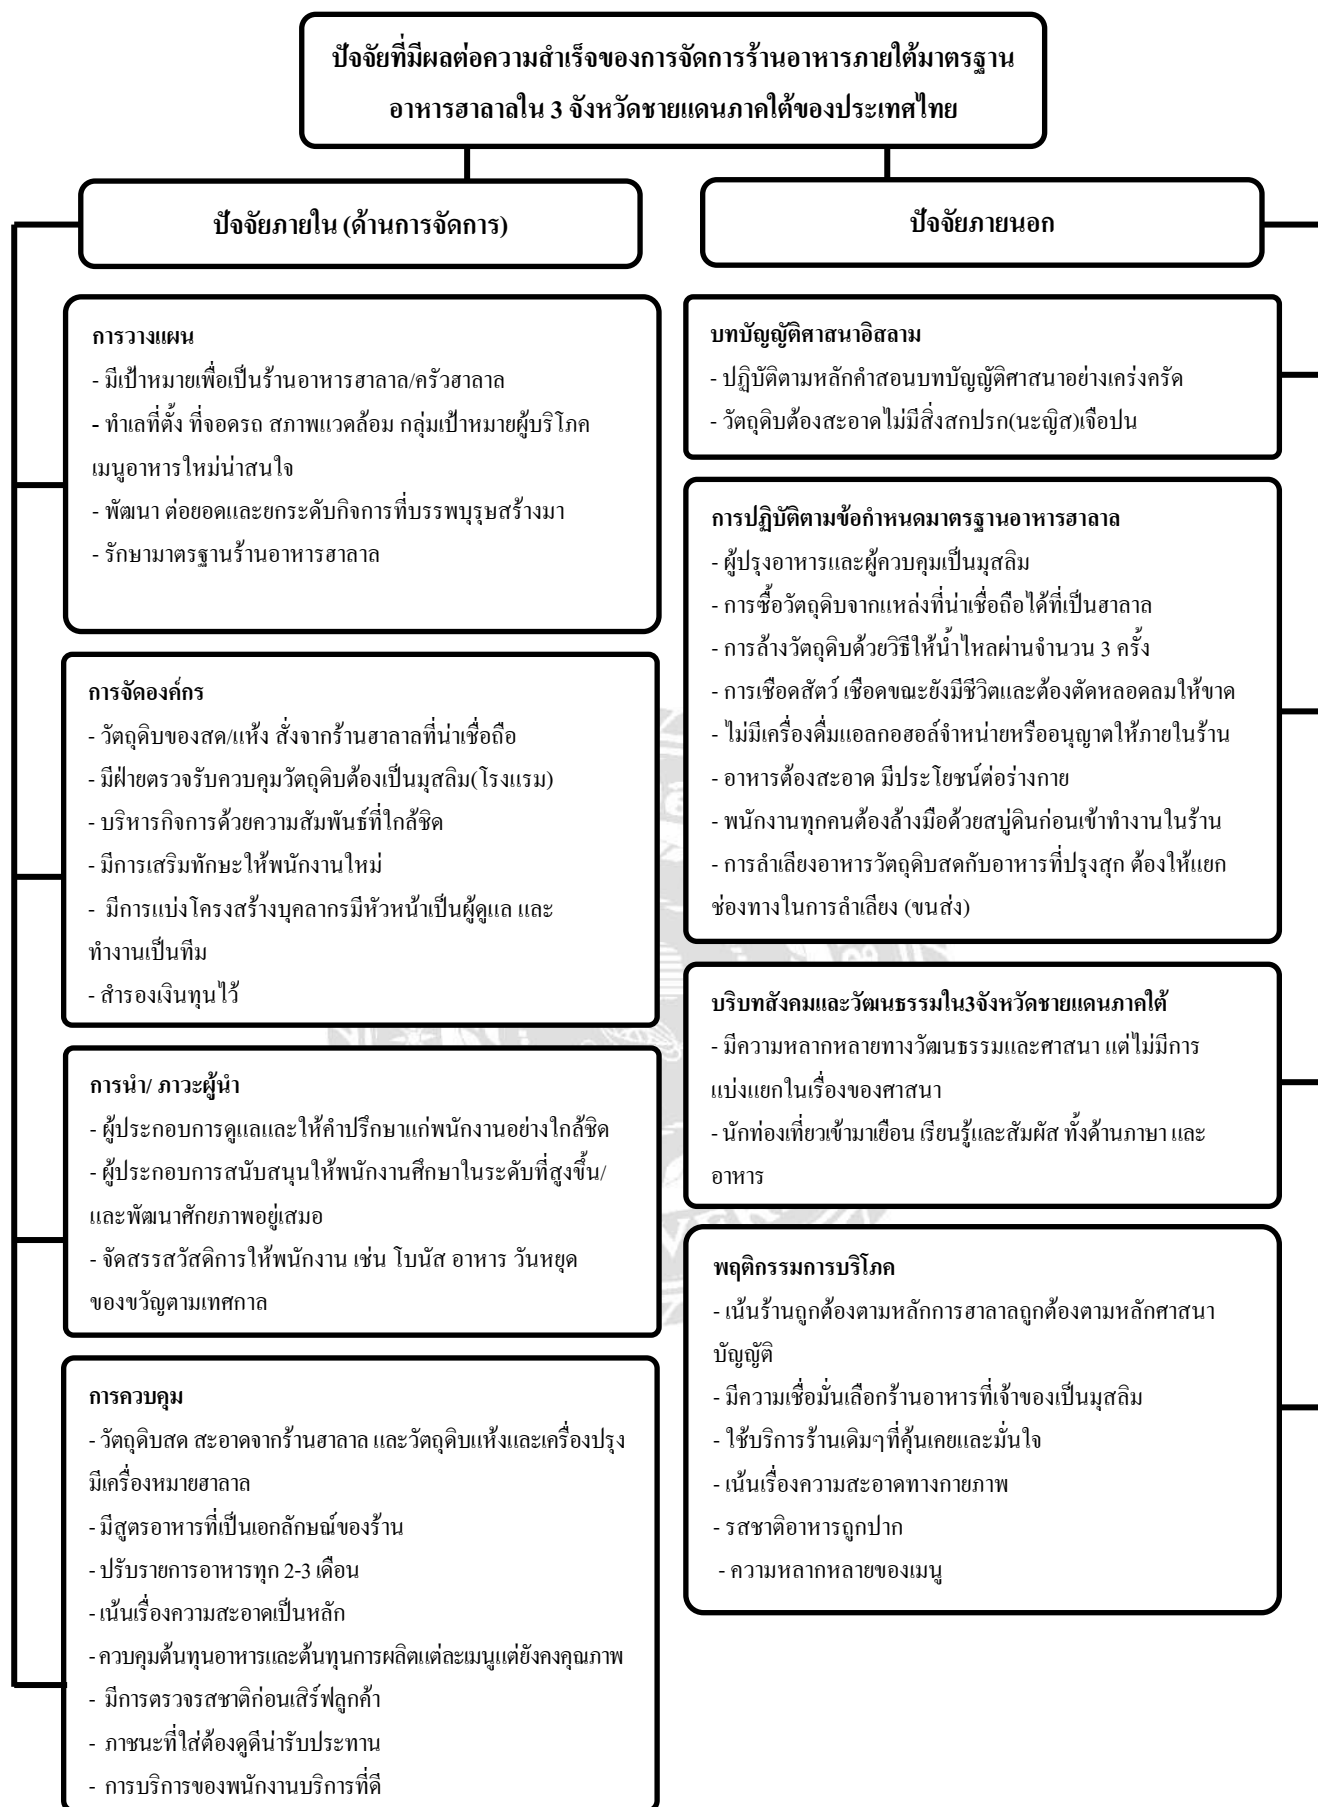 ปัจจัยที่มีผลต่อความสำเร็จของการจัดการร้านอาหารภายใต้มาตรฐาน
อาหารฮาลาลใน 3 จังหวัดชายแดนภาคใต้ของประเทศไทย
ปัจจัยภายใน (ด้านการจัดการ)
การวางแผน
- มีเป้าหมายเพื่อเป็นร้านอาหารฮาลาล/ครัวฮาลาล
- ทำเลที่ตั้ง ที่จอดรถ สภาพแวดล้อม กลุ่มเป้าหมายผู้บริโภค
เมนูอาหารใหม่น่าสนใจ
- พัฒนา ต่อยอดและยกระดับกิจการที่บรรพบุรุษสร้างมา
- รักษามาตรฐานร้านอาหารฮาลาล
การจัดองค์กร
- วัตถุดิบของสด/แห้ง สั่งจากร้านฮาลาลที่น่าเชื่อถือ
- มีฝ่ายตรวจรับควบคุมวัตถุดิบต้องเป็นมุสลิม(โรงแรม)
- บริหารกิจการด้วยความสัมพันธ์ที่ใกล้ชิด
- มีการเสริมทักษะให้พนักงานใหม่
- มีการแบ่งโครงสร้างบุคลากรมีหัวหน้าเป็นผู้ดูแล และ
ทำงานเป็นทีม
- สำรองเงินทุนไว้
การนำ/ ภาวะผู้นำ
- ผู้ประกอบการดูแลและให้คำปรึกษาแก่พนักงานอย่างใกล้ชิด
- ผู้ประกอบการสนับสนุนให้พนักงานศึกษาในระดับที่สูงขึ้น/
และพัฒนาศักยภาพอยู่เสมอ
- จัดสรรสวัสดิการให้พนักงาน เช่น โบนัส อาหาร วันหยุด
ของขวัญตามเทศกาล
การควบคุม
- วัตถุดิบสด สะอาดจากร้านฮาลาล และวัตถุดิบแห้งและเครื่องปรุง
มีเครื่องหมายฮาลาล
- มีสูตรอาหารที่เป็นเอกลักษณ์ของร้าน
- ปรับรายการอาหารทุก 2-3 เดือน
- เน้นเรื่องความสะอาดเป็นหลัก
- ควบคุมต้นทุนอาหารและต้นทุนการผลิตแต่ละเมนูแต่ยังคงคุณภาพ
- มีการตรวจรสชาติก่อนเสิร์ฟลูกค้า
- ภาชนะที่ใส่ต้องดูดีน่ารับประทาน
- การบริการของพนักงานบริการที่ดี
ปัจจัยภายนอก
บทบัญญัติศาสนาอิสลาม
- ปฏิบัติตามหลักคำสอนบทบัญญัติศาสนาอย่างเคร่งครัด
- วัตถุดิบต้องสะอาดไม่มีสิ่งสกปรก(นะญิส)เจือปน
การปฏิบัติตามข้อกำหนดมาตรฐานอาหารฮาลาล
- ผู้ปรุงอาหารและผู้ควบคุมเป็นมุสลิม
- การซื้อวัตถุดิบจากแหล่งที่น่าเชื่อถือได้ที่เป็นฮาลาล
- การล้างวัตถุดิบด้วยวิธีให้น้ำไหลผ่านจำนวน 3 ครั้ง
- การเชือดสัตว์ เชือดขณะยังมีชีวิตและต้องตัดหลอดลมให้ขาด
- ไม่มีเครื่องดื่มแอลกอฮอล์จำหน่ายหรืออนุญาตให้ภายในร้าน
- อาหารต้องสะอาด มีประโยชน์ต่อร่างกาย
- พนักงานทุกคนต้องล้างมือด้วยสบู่ดินก่อนเข้าทำงานในร้าน
- การลำเลียงอาหารวัตถุดิบสดกับอาหารที่ปรุงสุก ต้องให้แยก
ช่องทางในการลำเลียง (ขนส่ง)
บริบทสังคมและวัฒนธรรมใน3จังหวัดชายแดนภาคใต้
- มีความหลากหลายทางวัฒนธรรมและศาสนา แต่ไม่มีการ
แบ่งแยกในเรื่องของศาสนา
- นักท่องเที่ยวเข้ามาเยือน เรียนรู้และสัมผัส ทั้งด้านภาษา และ
อาหาร
พฤติกรรมการบริโภค
- เน้นร้านถูกต้องตามหลักการฮาลาลถูกต้องตามหลักศาสนา
บัญญัติ
- มีความเชื่อมั่นเลือกร้านอาหารที่เจ้าของเป็นมุสลิม
- ใช้บริการร้านเดิมๆที่คุ้นเคยและมั่นใจ
- เน้นเรื่องความสะอาดทางกายภาพ
- รสชาติอาหารถูกปาก
- ความหลากหลายของเมนู